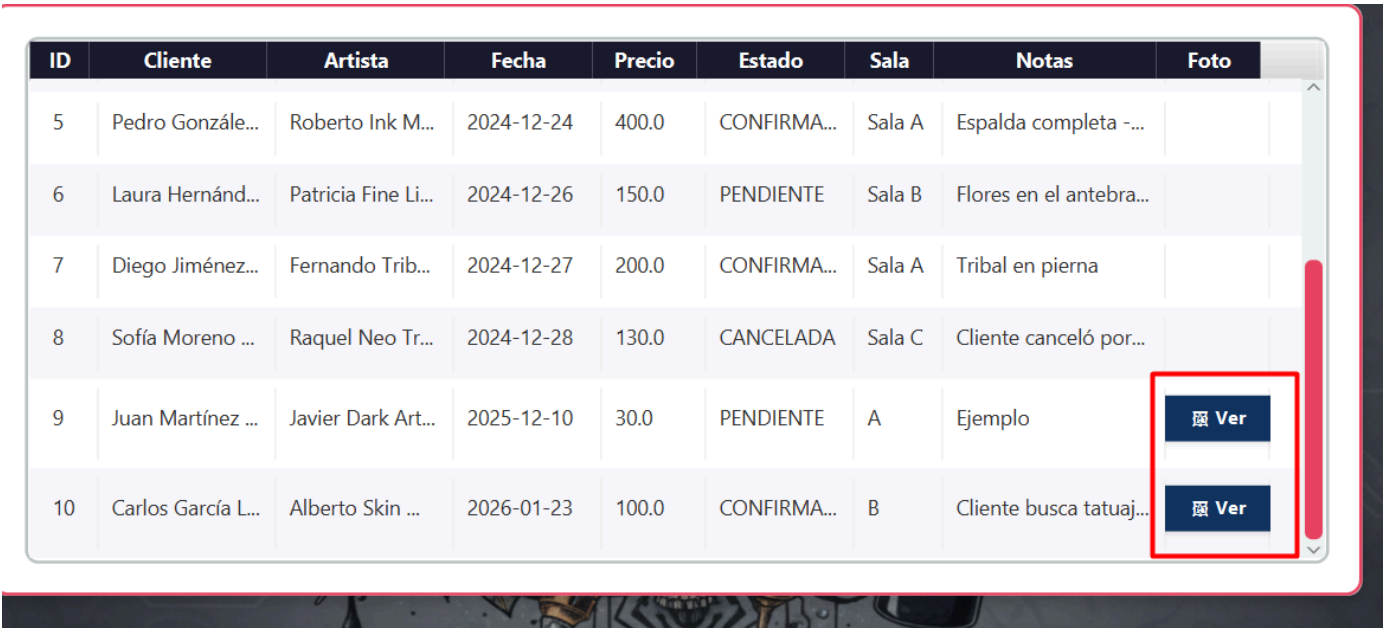 ID Cliente Artista Fecha Precio Estado Sala Notas Foto
5 Pedro Gonzále... Roberto Ink M... 2024-12-24 400.0 CONFIRMA... Sala A Espalda completa -...
6 Laura Hernánd... Patricia Fine Li... 2024-12-26 150.0 PENDIENTE Sala B Flores en el antebra...
7 Diego Jiménez... Fernando Trib... 2024-12-27 200.0 CONFIRMA... Sala A Tribal en pierna
8 Sofía Moreno ... Raquel Neo Tr... 2024-12-28 130.0 CANCELADA Sala C Cliente canceló por...
9 Juan Martínez ... Javier Dark Art... 2025-12-10 30.0 PENDIENTE A Ejemplo Ver
10 Carlos García L... Alberto Skin ... 2026-01-23 100.0 CONFIRMA... B Cliente busca tatuaj... Ver